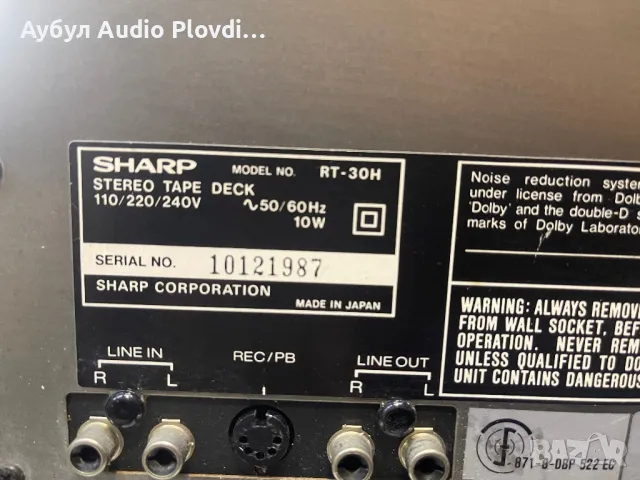 Аубул Audio Plovdi...
SHARP MODEL NO. RT-30H
STEREO TAPE DECK
110/220/240V ∿50/60Hz
10W
SERIAL NO. 10121987
SHARP CORPORATION
MADE IN JAPAN
Noise reduction syste
under license from Dolb
'Dolby' and the double-D s
marks of Dolby Laborator
WARNING: ALWAYS REMOVE
FROM WALL SOCKET, BEF
OPERATION. NEVER REM
UNLESS QUALIFIED TO DO
UNIT CONTAINS DANGEROUS
LINE IN
R L
REC/PB
LINE OUT
R L
871-8-DBP 522 EC
BAZAR